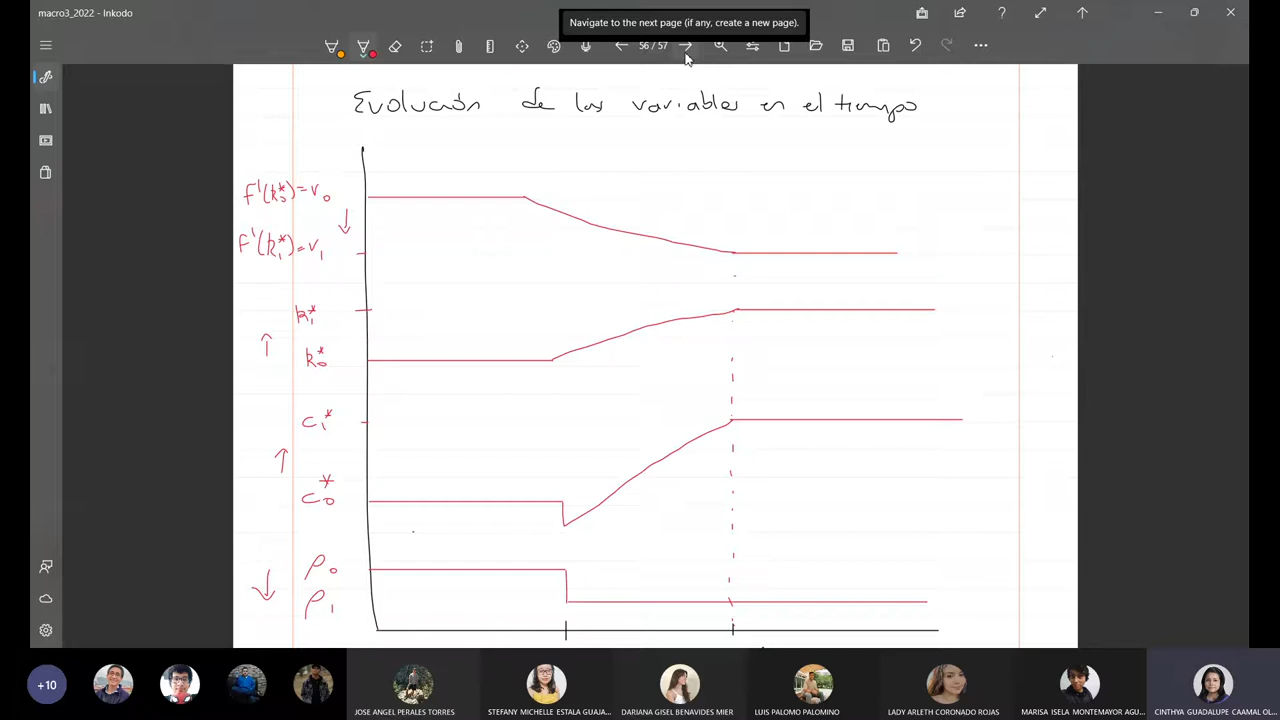 macro3_2022 — Inkodo
Navigate to the next page (if any, create a new page).
56 / 57
Evolución de las variables en el tiempo
f'(k₀*)=r₀
↓
f'(k₁*)=r₁
k₁*
↑
k₀*
c₁*
↑
c₀*
ρ₀
↓
ρ₁
+10
JOSE ANGEL PERALES TORRES
STEFANY MICHELLE ESTALA GUAJA...
DARIANA GISEL BENAVIDES MIER
LUIS PALOMO PALOMINO
LADY ARLETH CORONADO ROJAS
MARISA ISELA MONTEMAYOR AGU...
CINTHYA GUADALUPE CAAMAL OL...